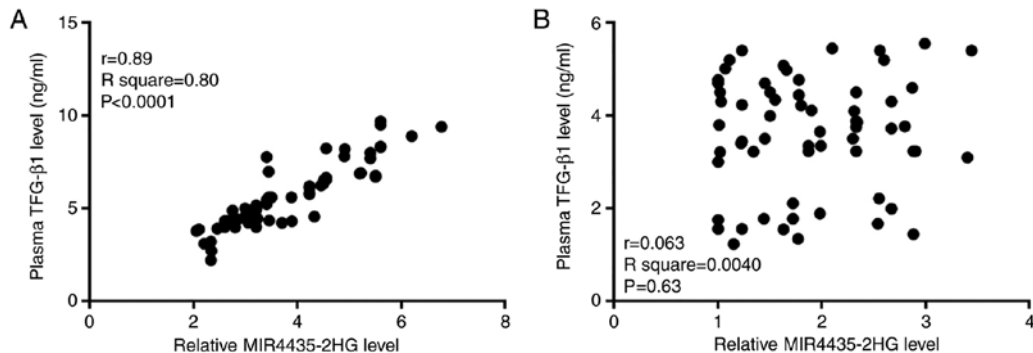 A
Plasma TFG-β1 level (ng/ml)
15
10
5
0
r=0.89
R square=0.80
P<0.0001
0 2 4 6 8
Relative MIR4435-2HG level
B
Plasma TFG-β1 level (ng/ml)
6
4
2
0
r=0.063
R square=0.0040
P=0.63
0 1 2 3 4
Relative MIR4435-2HG level